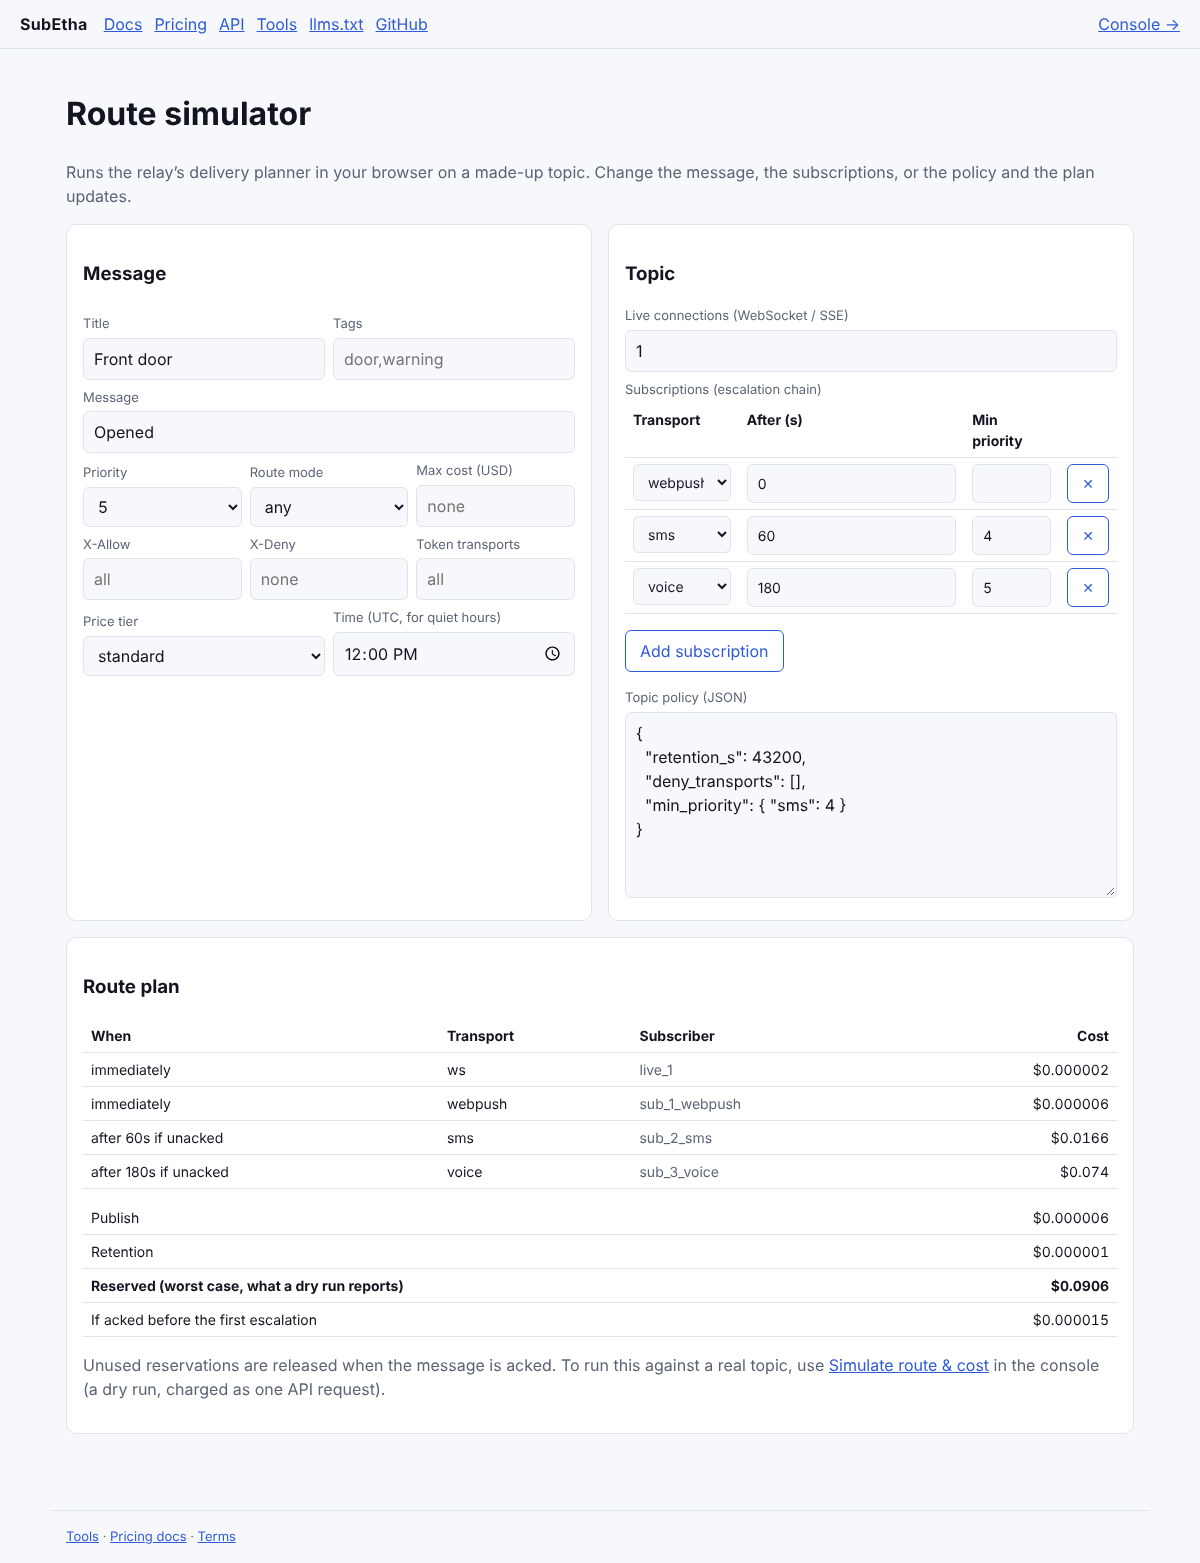 SubEtha Docs Pricing API Tools llms.txt GitHub Console →
Route simulator
Runs the relay’s delivery planner in your browser on a made-up topic. Change the message, the subscriptions, or the policy and the plan
updates.
Message
Title Tags
Front door door,warning
Message
Opened
Priority Route mode Max cost (USD)
5 any none
X-Allow X-Deny Token transports
all none all
Price tier Time (UTC, for quiet hours)
standard 12:00 PM
Topic
Live connections (WebSocket / SSE)
1
Subscriptions (escalation chain)
Transport After (s) Min
priority
webpush 0 ×
sms 60 4 ×
voice 180 5 ×
Add subscription
Topic policy (JSON)
{
"retention_s": 43200,
"deny_transports": [],
"min_priority": { "sms": 4 }
}
Route plan
When Transport Subscriber Cost
immediately ws live_1 $0.000002
immediately webpush sub_1_webpush $0.000006
after 60s if unacked sms sub_2_sms $0.0166
after 180s if unacked voice sub_3_voice $0.074
Publish $0.000006
Retention $0.000001
Reserved (worst case, what a dry run reports) $0.0906
If acked before the first escalation $0.000015
Unused reservations are released when the message is acked. To run this against a real topic, use Simulate route & cost in the console
(a dry run, charged as one API request).
Tools · Pricing docs · Terms